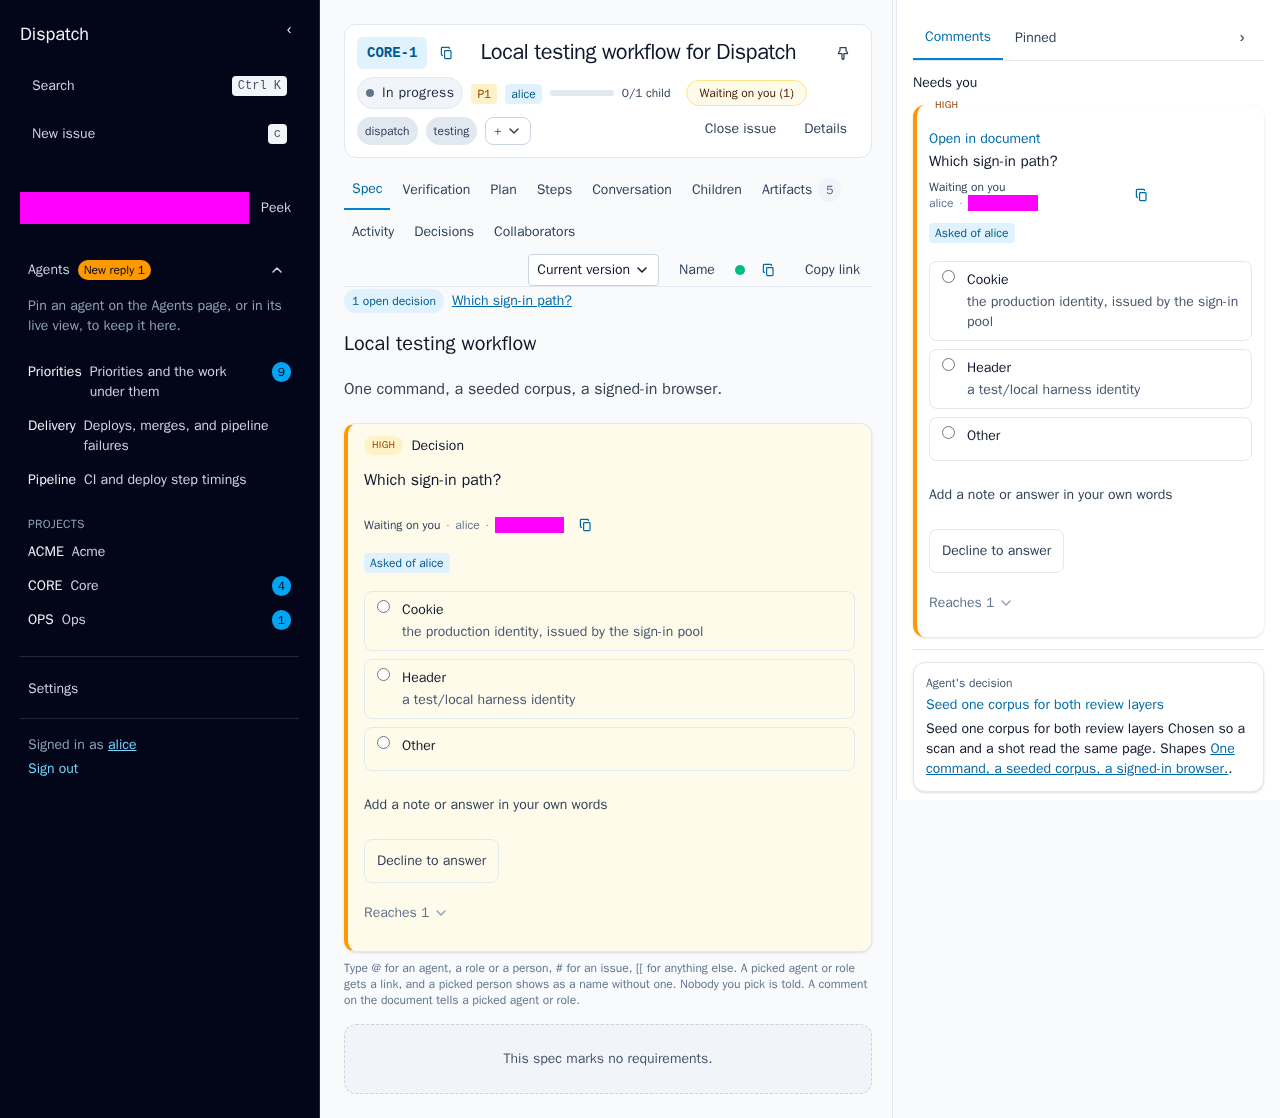 Dispatch
Search
Ctrl K
New issue
C
Peek
Agents
New reply 1
Pin an agent on the Agents page, or in its
live view, to keep it here.
Priorities
Priorities and the work
under them
9
Delivery
Deploys, merges, and pipeline
failures
Pipeline
CI and deploy step timings
PROJECTS
ACME
Acme
CORE
Core
4
OPS
Ops
1
Settings
Signed in as alice
Sign out
CORE-1
Local testing workflow for Dispatch
In progress
P1
alice
0/1 child
Waiting on you (1)
dispatch
testing
+
Close issue
Details
Spec
Verification
Plan
Steps
Conversation
Children
Artifacts
5
Activity
Decisions
Collaborators
Current version
Name
Copy link
1 open decision
Which sign-in path?
Local testing workflow
One command, a seeded corpus, a signed-in browser.
HIGH
Decision
Which sign-in path?
Waiting on you · alice ·
Asked of alice
Cookie
the production identity, issued by the sign-in pool
Header
a test/local harness identity
Other
Add a note or answer in your own words
Decline to answer
Reaches 1
Type @ for an agent, a role or a person, # for an issue, [[ for anything else. A picked agent or role
gets a link, and a picked person shows as a name without one. Nobody you pick is told. A comment
on the document tells a picked agent or role.
This spec marks no requirements.
Comments
Pinned
Needs you
HIGH
Open in document
Which sign-in path?
Waiting on you
alice ·
Asked of alice
Cookie
the production identity, issued by the sign-in
pool
Header
a test/local harness identity
Other
Add a note or answer in your own words
Decline to answer
Reaches 1
Agent's decision
Seed one corpus for both review layers
Seed one corpus for both review layers Chosen so a
scan and a shot read the same page. Shapes One
command, a seeded corpus, a signed-in browser..